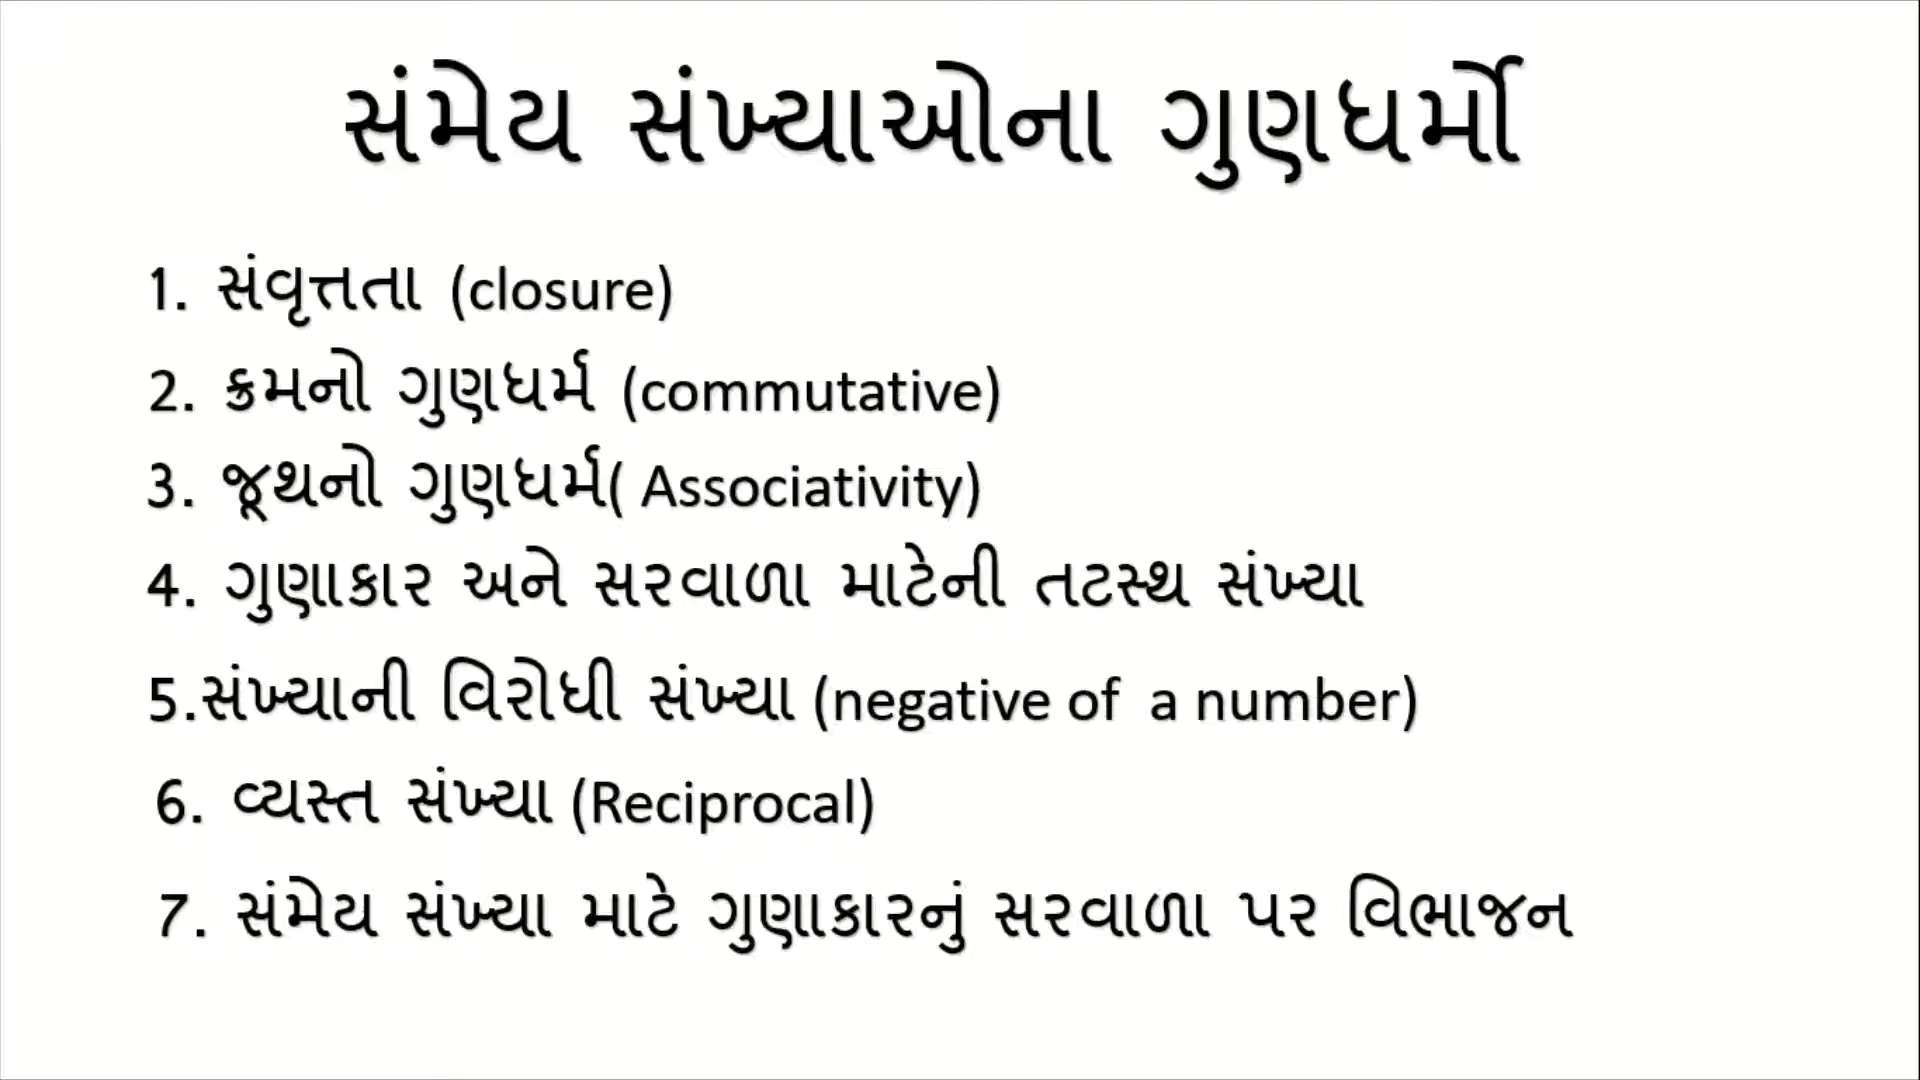 સંમેય સંખ્યાઓના ગુણધર્મો
1. સંવૃત્તતા (closure)
2. ક્રમનો ગુણધર્મ (commutative)
3. જૂથનો ગુણધર્મ( Associativity)
4. ગુણાકાર અને સરવાળા માટેની તટસ્થ સંખ્યા
5.સંખ્યાની વિરોધી સંખ્યા (negative of a number)
6. વ્યસ્ત સંખ્યા (Reciprocal)
7. સંમેય સંખ્યા માટે ગુણાકારનું સરવાળા પર વિભાજન